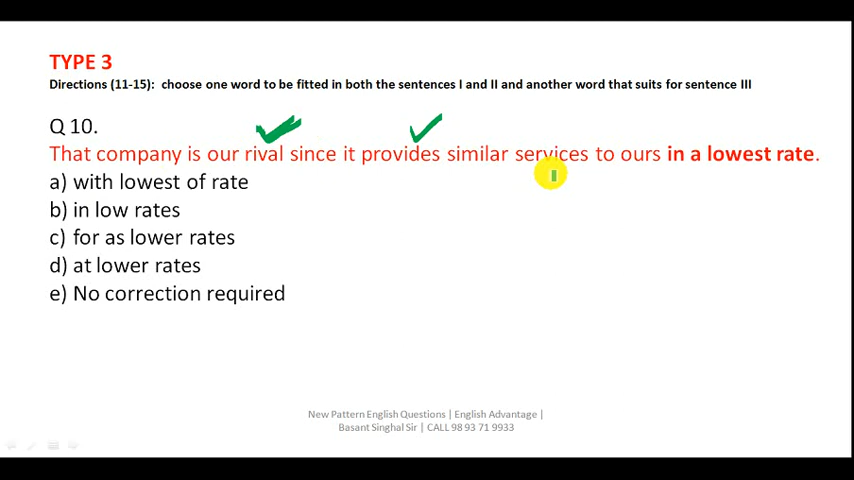 TYPE 3
Directions (11-15): choose one word to be fitted in both the sentences I and II and another word that suits for sentence III
Q 10.
That company is our rival since it provides similar services to ours in a lowest rate.
a) with lowest of rate
b) in low rates
c) for as lower rates
d) at lower rates
e) No correction required
New Pattern English Questions | English Advantage |
Basant Singhal Sir | CALL 98 93 71 9933